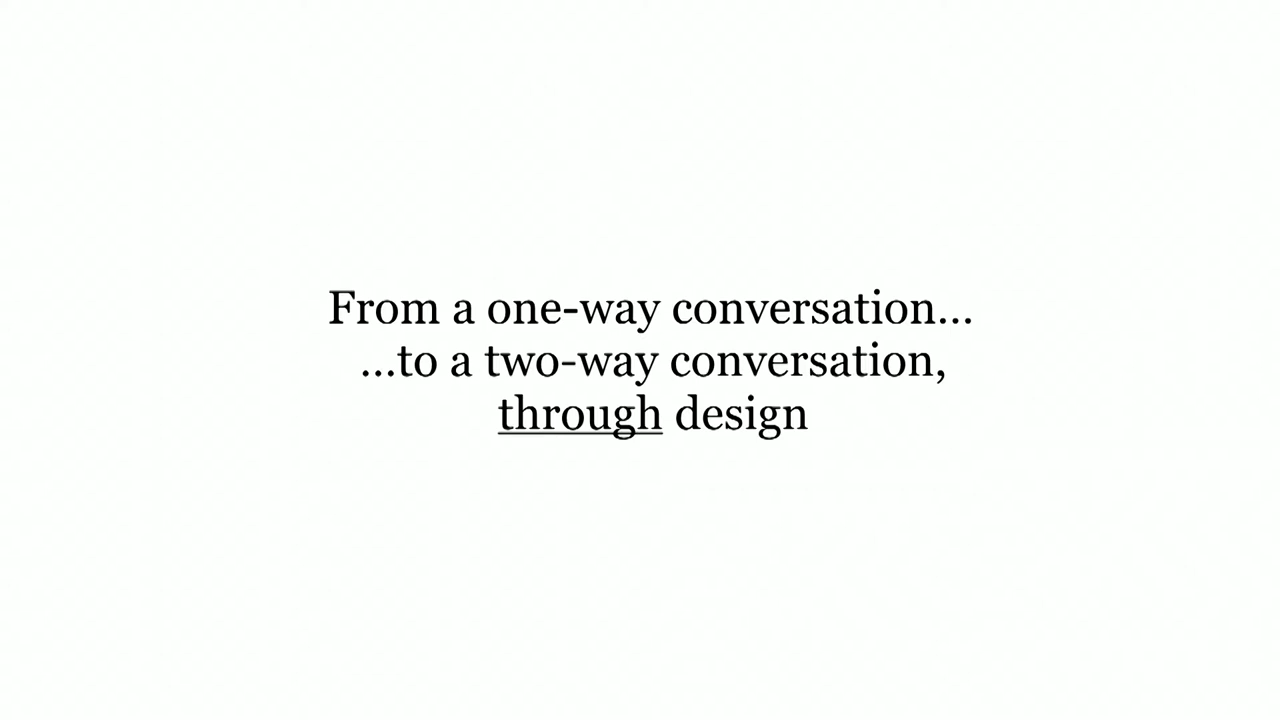 From a one-way conversation...
...to a two-way conversation,
through design